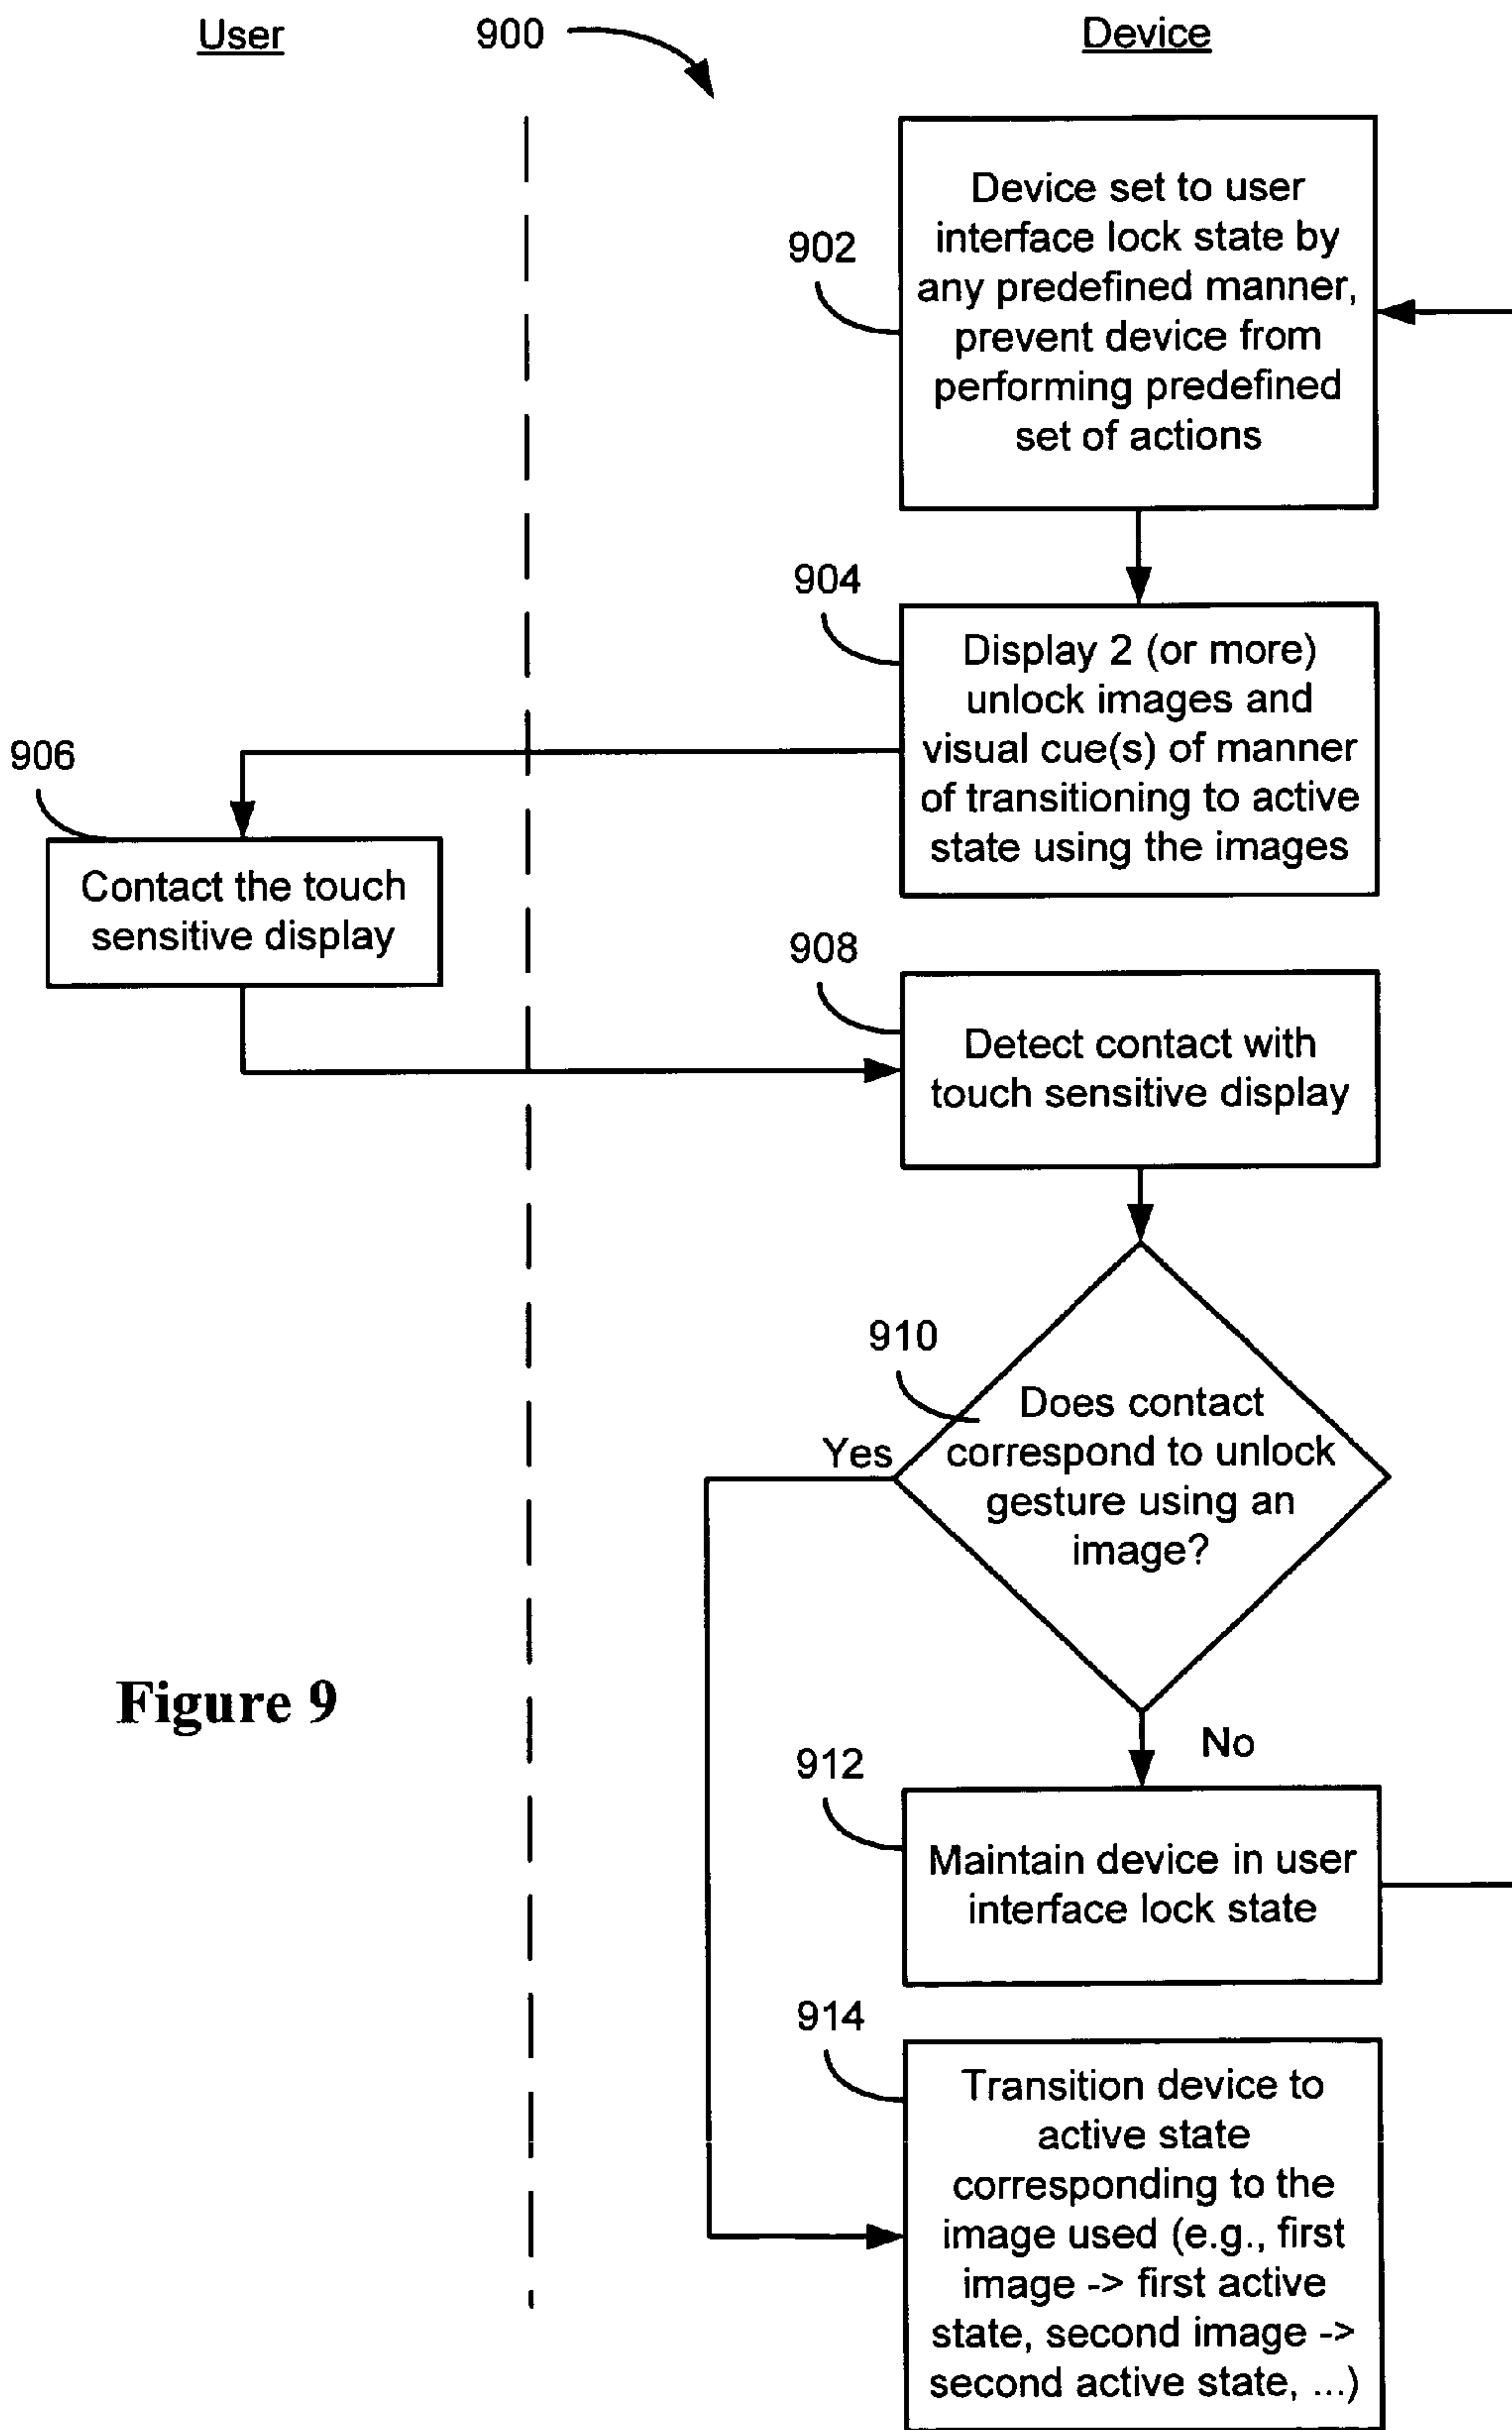 User
900
Device
902
Device set to user
interface lock state by
any predefined manner,
prevent device from
performing predefined
set of actions
904
Display 2 (or more)
unlock images and
visual cue(s) of manner
of transitioning to active
state using the images
906
Contact the touch
sensitive display
908
Detect contact with
touch sensitive display
910
Does contact
correspond to unlock
gesture using an
image?
Yes
No
912
Maintain device in user
interface lock state
914
Transition device to
active state
corresponding to the
image used (e.g., first
image -> first active
state, second image ->
second active state, ...)
Figure 9